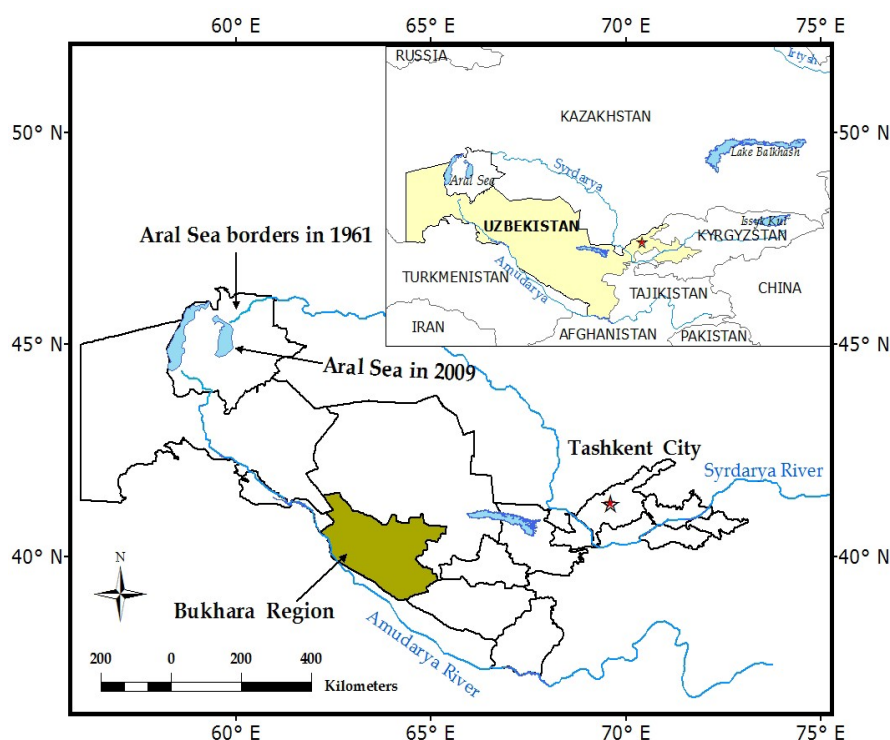 60° E 65° E 70° E 75° E
50° N
45° N
40° N
RUSSIA
Irtysh
KAZAKHSTAN
Lake Balkhash
Syrdarya
Aral Sea
UZBEKISTAN
Issyk Kul
KYRGYZSTAN
Amudarya
TURKMENISTAN
TAJIKISTAN
CHINA
IRAN
AFGHANISTAN
PAKISTAN
50° N
45° N
40° N
Aral Sea borders in 1961
Aral Sea in 2009
Tashkent City
Syrdarya River
N
Bukhara Region
Amudarya River
200 0 200 400
Kilometers
60° E 65° E 70° E 75° E